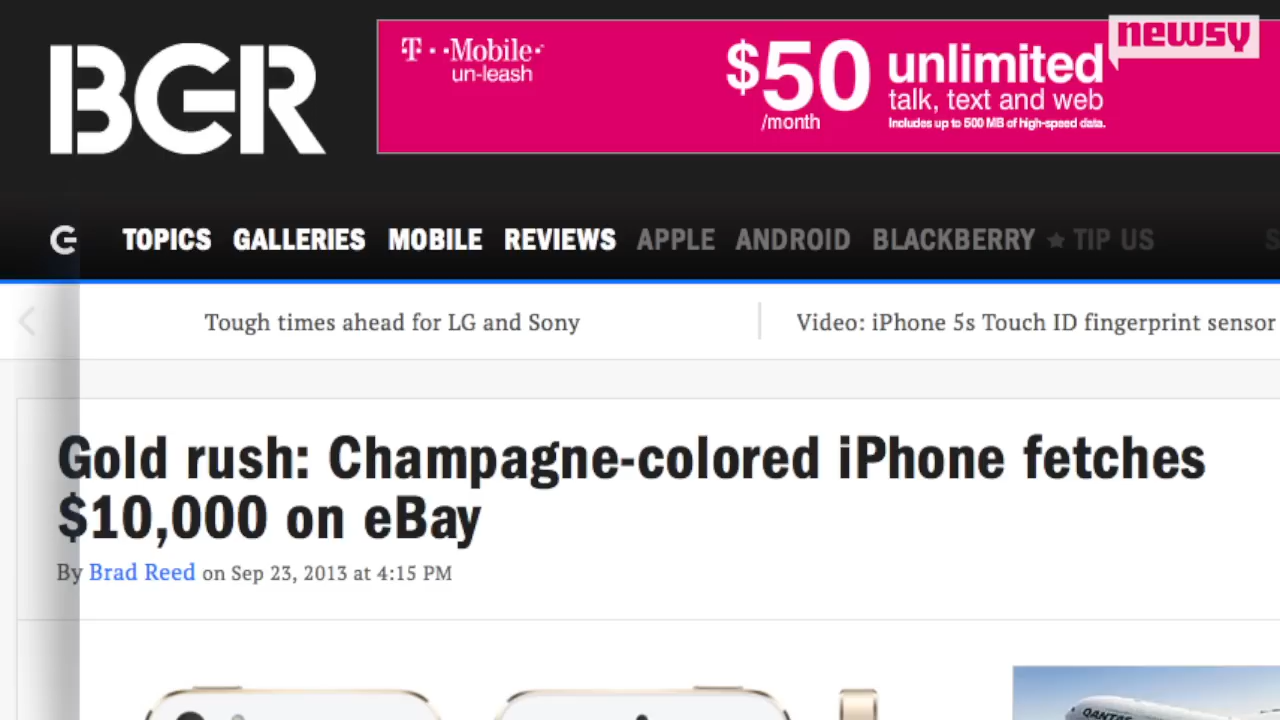 BGR
T··Mobile·
un-leash
$50
/month
unlimited
talk, text and web
Includes up to 500 MB of high-speed data.
newsy
G TOPICS GALLERIES MOBILE REVIEWS APPLE ANDROID BLACKBERRY ★ TIP US
Tough times ahead for LG and Sony
Video: iPhone 5s Touch ID fingerprint sensor
Gold rush: Champagne-colored iPhone fetches
$10,000 on eBay
By Brad Reed on Sep 23, 2013 at 4:15 PM
QANTAS